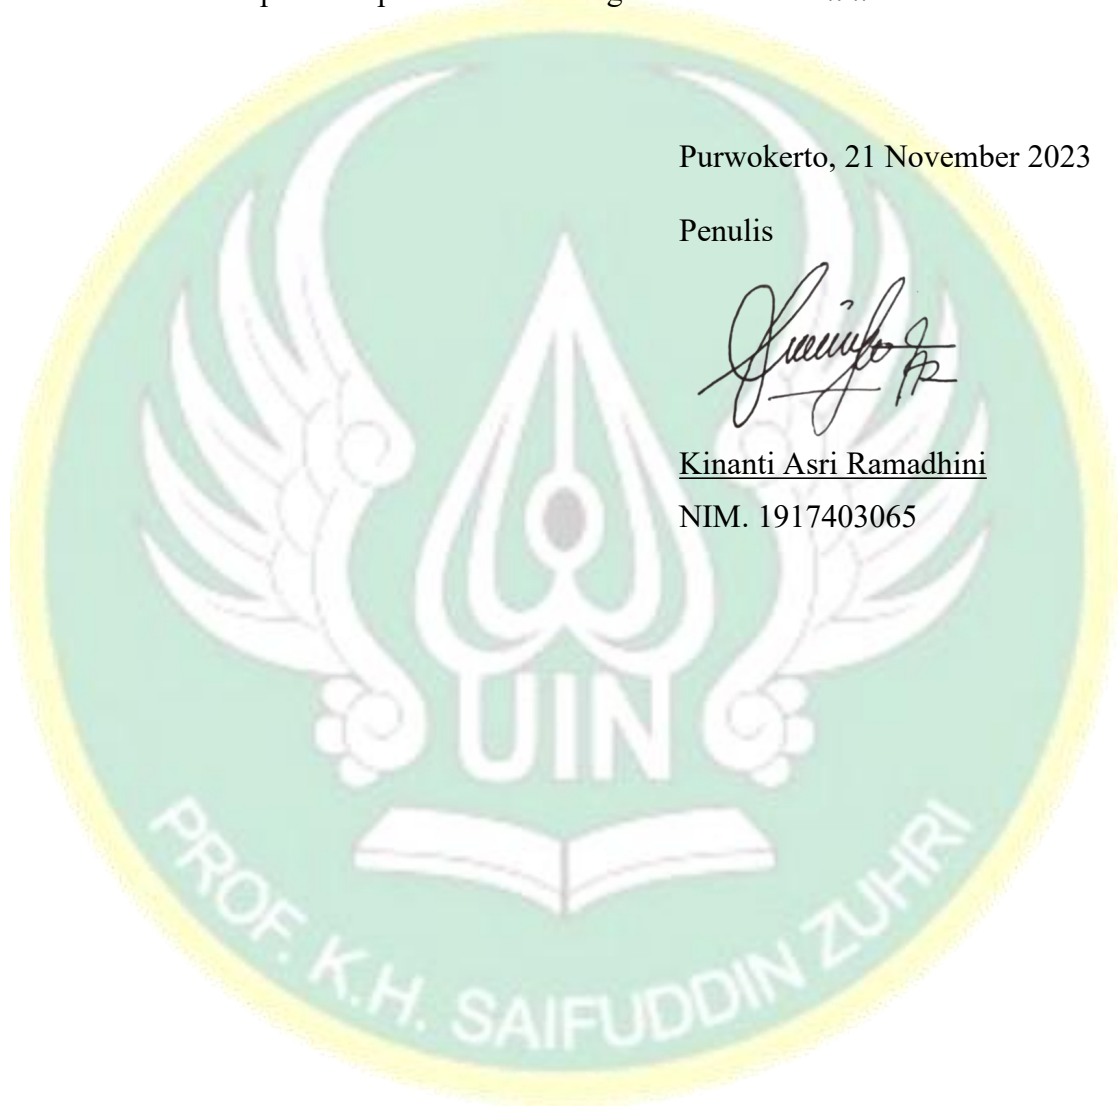 Purwokerto, 21 November 2023
Penulis
Kinanti Asri Ramadhini
NIM. 1917403065
UIN
PROF. K.H. SAIFUDDIN ZUHRI